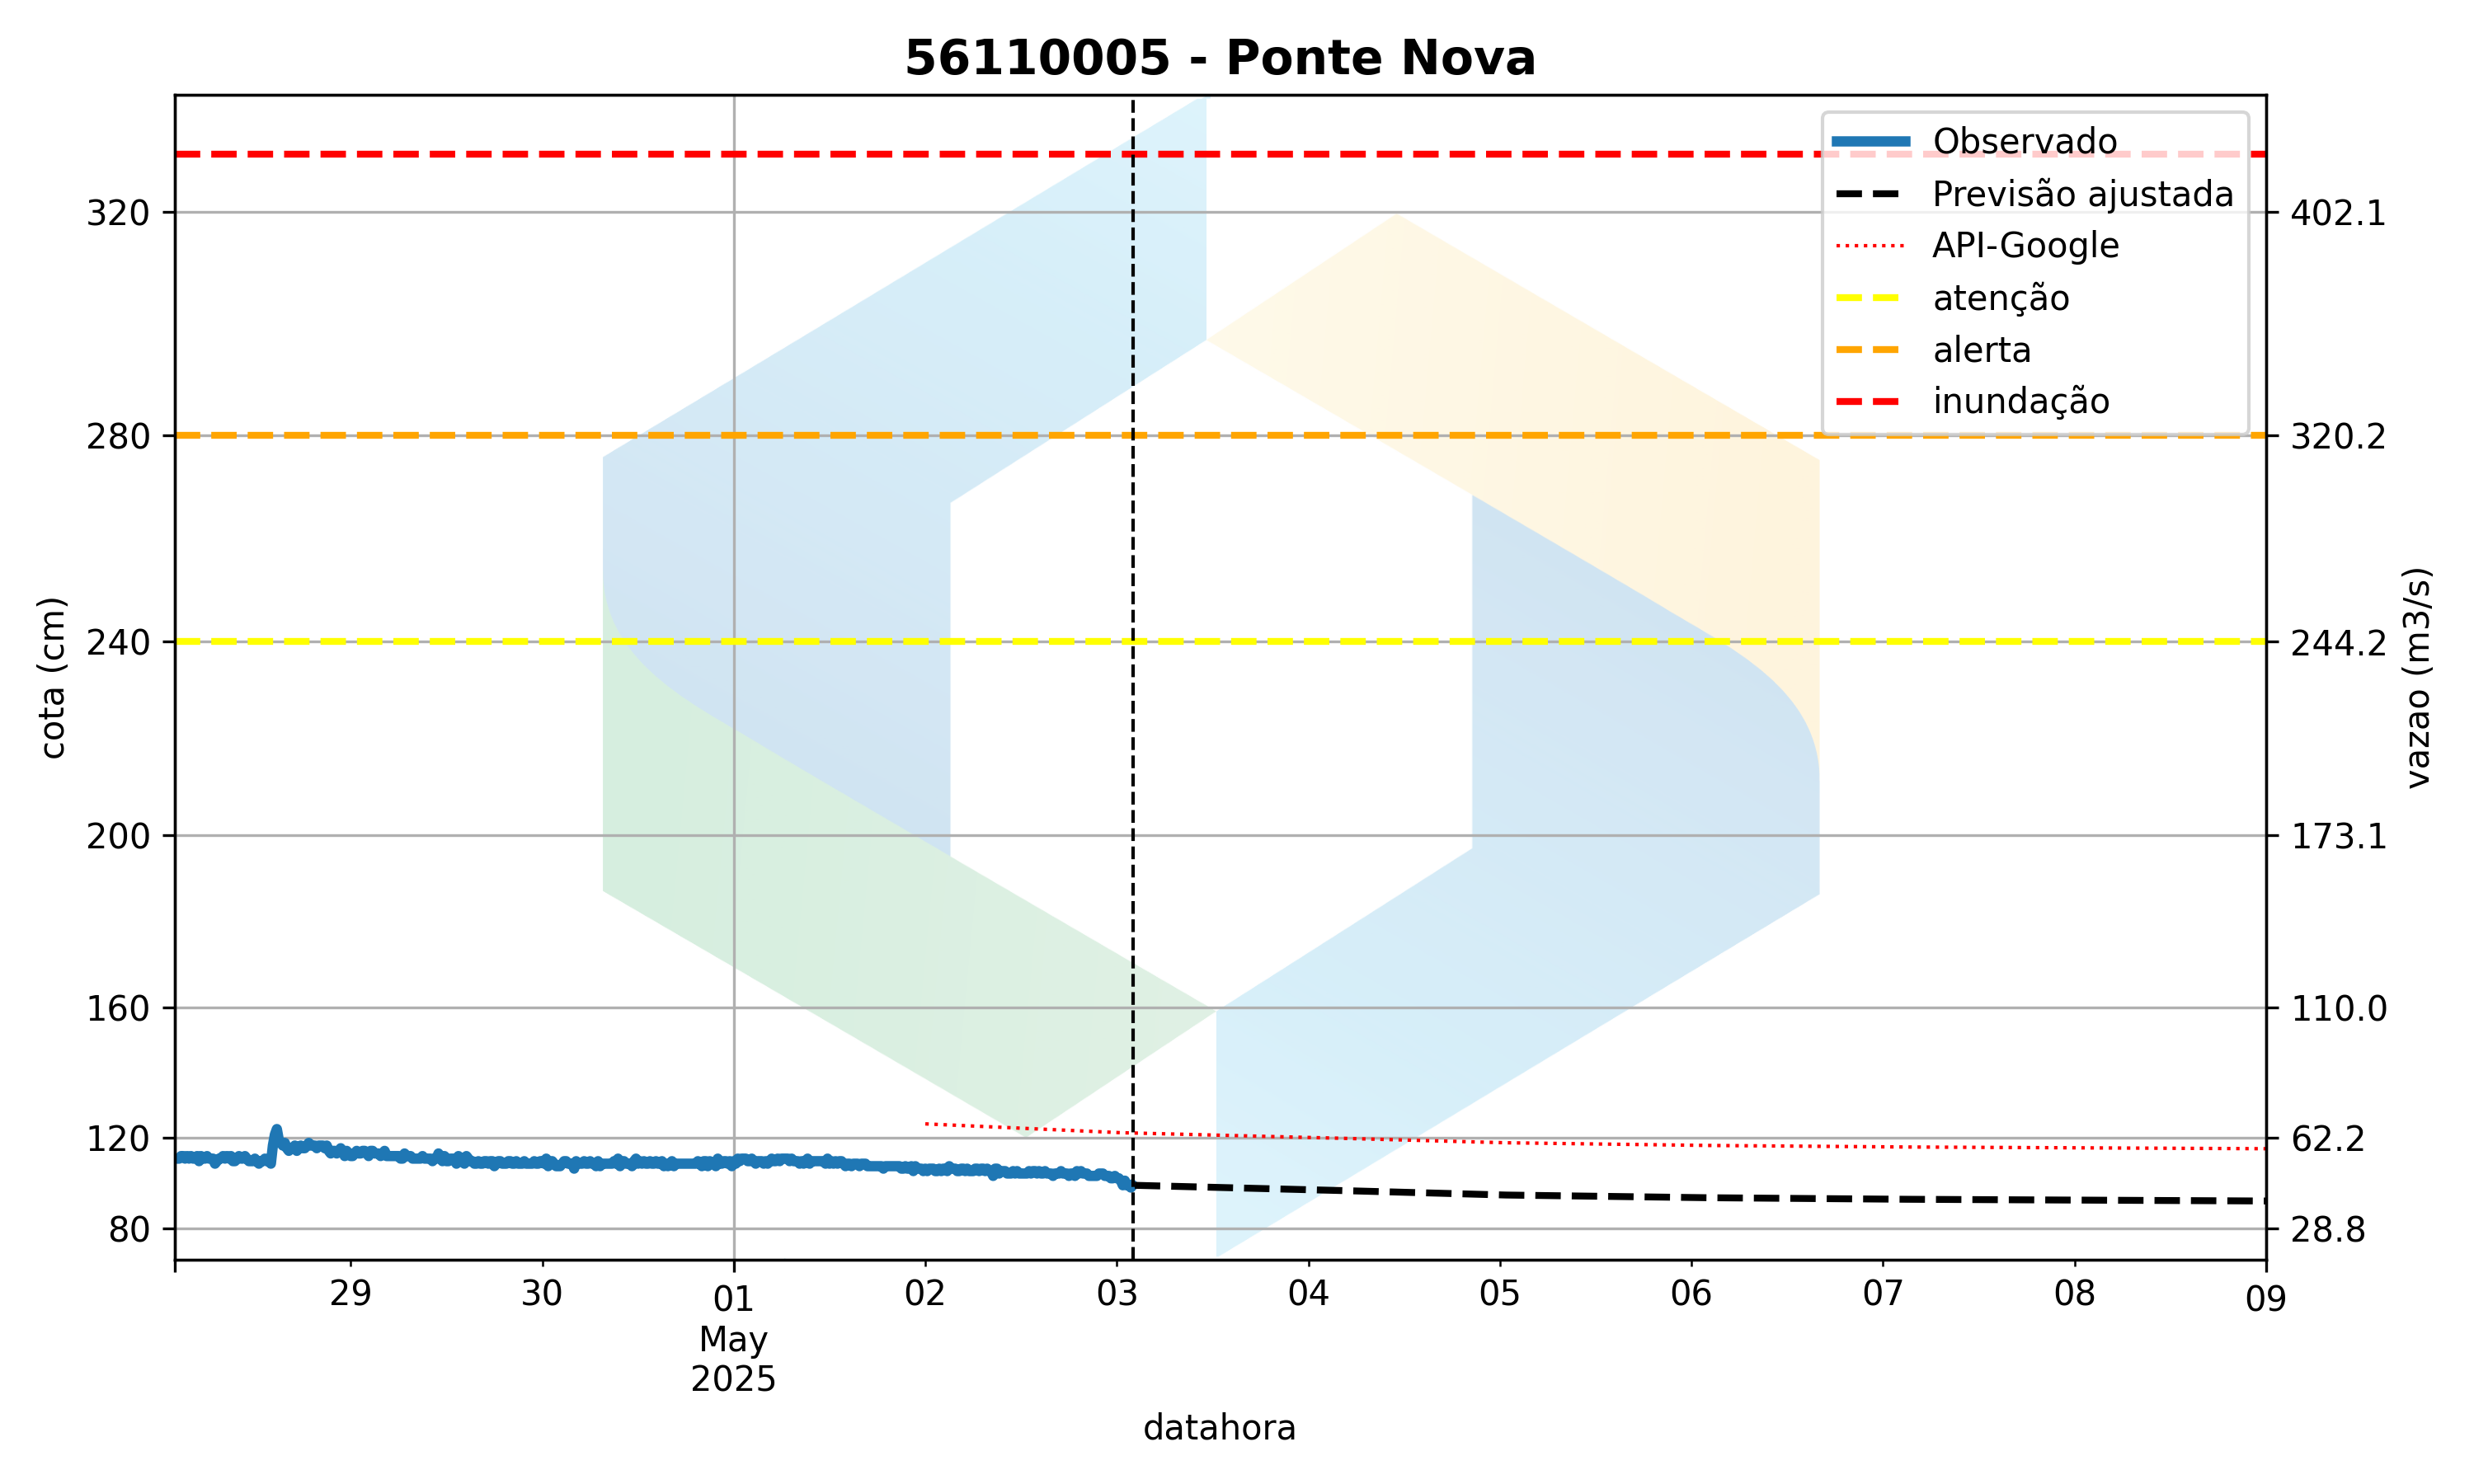 56110005 - Ponte Nova
Observado
Previsão ajustada
API-Google
atenção
alerta
inundação
320
280
240
200
160
120
80
cota (cm)
402.1
320.2
244.2
173.1
110.0
62.2
28.8
vazao (m3/s)
29
30
01
May
2025
02
03
04
05
06
07
08
09
datahora